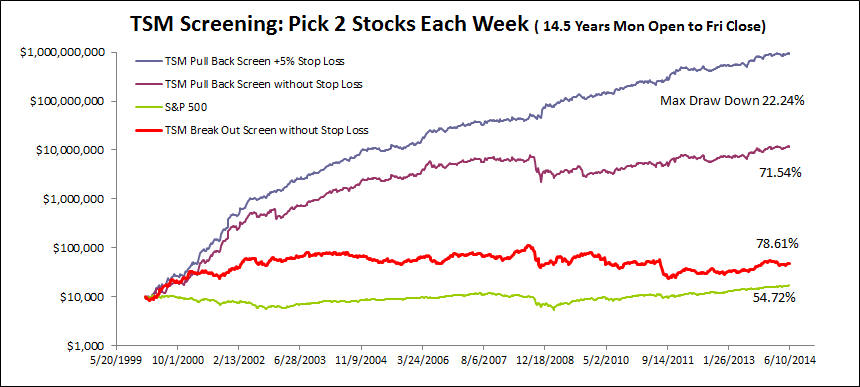 TSM Screening: Pick 2 Stocks Each Week ( 14.5 Years Mon Open to Fri Close)
$1,000,000,000
$100,000,000
$10,000,000
$1,000,000
$100,000
$10,000
$1,000
TSM Pull Back Screen +5% Stop Loss
TSM Pull Back Screen without Stop Loss
S&P 500
TSM Break Out Screen without Stop Loss
Max Draw Down 22.24%
71.54%
78.61%
54.72%
5/20/1999 10/1/2000 2/13/2002 6/28/2003 11/9/2004 3/24/2006 8/6/2007 12/18/2008 5/2/2010 9/14/2011 1/26/2013 6/10/2014